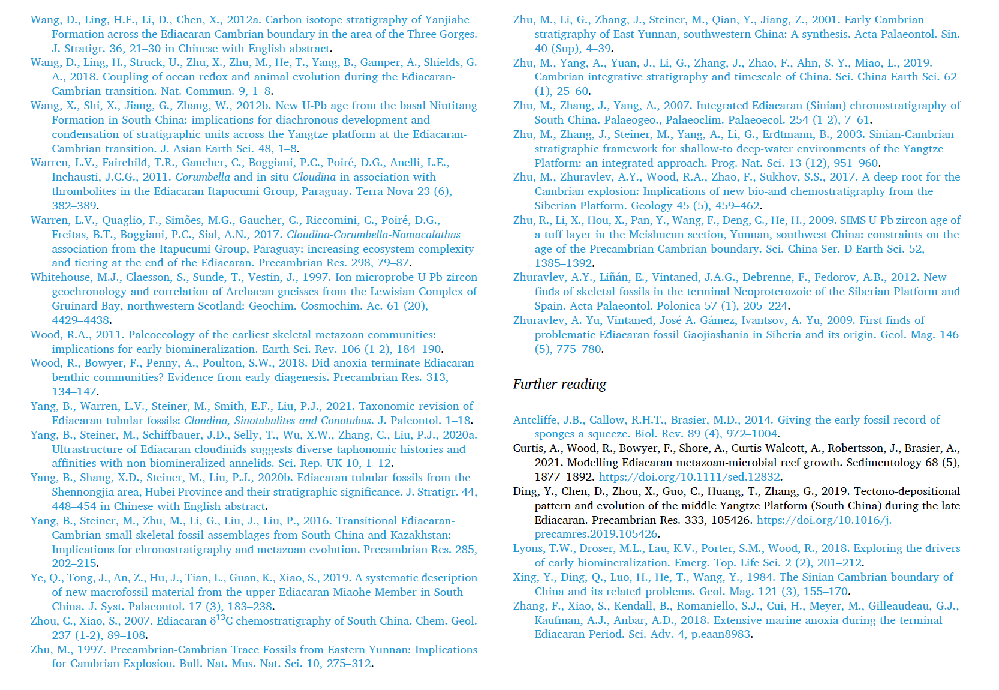 Wang, D., Ling, H.F., Li, D., Chen, X., 2012a. Carbon isotope stratigraphy of Yanjiahe
Formation across the Ediacaran-Cambrian boundary in the area of the Three Gorges.
J. Stratigr. 36, 21–30 in Chinese with English abstract.
Wang, D., Ling, H., Struck, U., Zhu, X., Zhu, M., He, T., Yang, B., Gamper, A., Shields, G.
A., 2018. Coupling of ocean redox and animal evolution during the Ediacaran-
Cambrian transition. Nat. Commun. 9, 1–8.
Wang, X., Shi, X., Jiang, G., Zhang, W., 2012b. New U-Pb age from the basal Niutitang
Formation in South China: implications for diachronous development and
condensation of stratigraphic units across the Yangtze platform at the Ediacaran-
Cambrian transition. J. Asian Earth Sci. 48, 1–8.
Warren, L.V., Fairchild, T.R., Gaucher, C., Boggiani, P.C., Poiré, D.G., Anelli, L.E.,
Inchausti, J.C.G., 2011. Corumbella and in situ Cloudina in association with
thrombolites in the Ediacaran Itapucumi Group, Paraguay. Terra Nova 23 (6),
382–389.
Warren, L.V., Quaglio, F., Simões, M.G., Gaucher, C., Riccomini, C., Poiré, D.G.,
Freitas, B.T., Boggiani, P.C., Sial, A.N., 2017. Cloudina-Corumbella-Namacalathus
association from the Itapucumi Group, Paraguay: increasing ecosystem complexity
and tiering at the end of the Ediacaran. Precambrian Res. 298, 79–87.
Whitehouse, M.J., Claesson, S., Sunde, T., Vestin, J., 1997. Ion microprobe U-Pb zircon
geochronology and correlation of Archaean gneisses from the Lewisian Complex of
Gruinard Bay, northwestern Scotland: Geochim. Cosmochim. Ac. 61 (20),
4429–4438.
Wood, R.A., 2011. Paleoecology of the earliest skeletal metazoan communities:
implications for early biomineralization. Earth Sci. Rev. 106 (1-2), 184–190.
Wood, R., Bowyer, F., Penny, A., Poulton, S.W., 2018. Did anoxia terminate Ediacaran
benthic communities? Evidence from early diagenesis. Precambrian Res. 313,
134–147.
Yang, B., Warren, L.V., Steiner, M., Smith, E.F., Liu, P.J., 2021. Taxonomic revision of
Ediacaran tubular fossils: Cloudina, Sinotubulites and Conotubus. J. Paleontol. 1–18.
Yang, B., Steiner, M., Schiffbauer, J.D., Selly, T., Wu, X.W., Zhang, C., Liu, P.J., 2020a.
Ultrastructure of Ediacaran cloudinids suggests diverse taphonomic histories and
affinities with non-biomineralized annelids. Sci. Rep.-UK 10, 1–12.
Yang, B., Shang, X.D., Steiner, M., Liu, P.J., 2020b. Ediacaran tubular fossils from the
Shennongjia area, Hubei Province and their stratigraphic significance. J. Stratigr. 44,
448–454 in Chinese with English abstract.
Yang, B., Steiner, M., Zhu, M., Li, G., Liu, J., Liu, P., 2016. Transitional Ediacaran-
Cambrian small skeletal fossil assemblages from South China and Kazakhstan:
Implications for chronostratigraphy and metazoan evolution. Precambrian Res. 285,
202–215.
Ye, Q., Tong, J., An, Z., Hu, J., Tian, L., Guan, K., Xiao, S., 2019. A systematic description
of new macrofossil material from the upper Ediacaran Miaohe Member in South
China. J. Syst. Palaeontol. 17 (3), 183–238.
Zhou, C., Xiao, S., 2007. Ediacaran δ¹³C chemostratigraphy of South China. Chem. Geol.
237 (1-2), 89–108.
Zhu, M., 1997. Precambrian-Cambrian Trace Fossils from Eastern Yunnan: Implications
for Cambrian Explosion. Bull. Nat. Mus. Nat. Sci. 10, 275–312.
Zhu, M., Li, G., Zhang, J., Steiner, M., Qian, Y., Jiang, Z., 2001. Early Cambrian
stratigraphy of East Yunnan, southwestern China: A synthesis. Acta Palaeontol. Sin.
40 (Sup), 4–39.
Zhu, M., Yang, A., Yuan, J., Li, G., Zhang, J., Zhao, F., Ahn, S.-Y., Miao, L., 2019.
Cambrian integrative stratigraphy and timescale of China. Sci. China Earth Sci. 62
(1), 25–60.
Zhu, M., Zhang, J., Yang, A., 2007. Integrated Ediacaran (Sinian) chronostratigraphy of
South China. Palaeogeo., Palaeoclim. Palaeoecol. 254 (1-2), 7–61.
Zhu, M., Zhang, J., Steiner, M., Yang, A., Li, G., Erdtmann, B., 2003. Sinian-Cambrian
stratigraphic framework for shallow-to deep-water environments of the Yangtze
Platform: an integrated approach. Prog. Nat. Sci. 13 (12), 951–960.
Zhu, M., Zhuravlev, A.Y., Wood, R.A., Zhao, F., Sukhov, S.S., 2017. A deep root for the
Cambrian explosion: Implications of new bio-and chemostratigraphy from the
Siberian Platform. Geology 45 (5), 459–462.
Zhu, R., Li, X., Hou, X., Pan, Y., Wang, F., Deng, C., He, H., 2009. SIMS U-Pb zircon age of
a tuff layer in the Meishucun section, Yunnan, southwest China: constraints on the
age of the Precambrian-Cambrian boundary. Sci. China Ser. D-Earth Sci. 52,
1385–1392.
Zhuravlev, A.Y., Liñán, E., Vintaned, J.A.G., Debrenne, F., Fedorov, A.B., 2012. New
finds of skeletal fossils in the terminal Neoproterozoic of the Siberian Platform and
Spain. Acta Palaeontol. Polonica 57 (1), 205–224.
Zhuravlev, A. Yu, Vintaned, José A. Gámez, Ivantsov, A. Yu, 2009. First finds of
problematic Ediacaran fossil Gaojiashania in Siberia and its origin. Geol. Mag. 146
(5), 775–780.
Further reading
Antcliffe, J.B., Callow, R.H.T., Brasier, M.D., 2014. Giving the early fossil record of
sponges a squeeze. Biol. Rev. 89 (4), 972–1004.
Curtis, A., Wood, R., Bowyer, F., Shore, A., Curtis-Walcott, A., Robertsson, J., Brasier, A.,
2021. Modelling Ediacaran metazoan-microbial reef growth. Sedimentology 68 (5),
1877–1892. https://doi.org/10.1111/sed.12832.
Ding, Y., Chen, D., Zhou, X., Guo, C., Huang, T., Zhang, G., 2019. Tectono-depositional
pattern and evolution of the middle Yangtze Platform (South China) during the late
Ediacaran. Precambrian Res. 333, 105426. https://doi.org/10.1016/j.
precamres.2019.105426.
Lyons, T.W., Droser, M.L., Lau, K.V., Porter, S.M., Wood, R., 2018. Exploring the drivers
of early biomineralization. Emerg. Top. Life Sci. 2 (2), 201–212.
Xing, Y., Ding, Q., Luo, H., He, T., Wang, Y., 1984. The Sinian-Cambrian boundary of
China and its related problems. Geol. Mag. 121 (3), 155–170.
Zhang, F., Xiao, S., Kendall, B., Romaniello, S.J., Cui, H., Meyer, M., Gilleaudeau, G.J.,
Kaufman, A.J., Anbar, A.D., 2018. Extensive marine anoxia during the terminal
Ediacaran Period. Sci. Adv. 4, p.eaan8983.